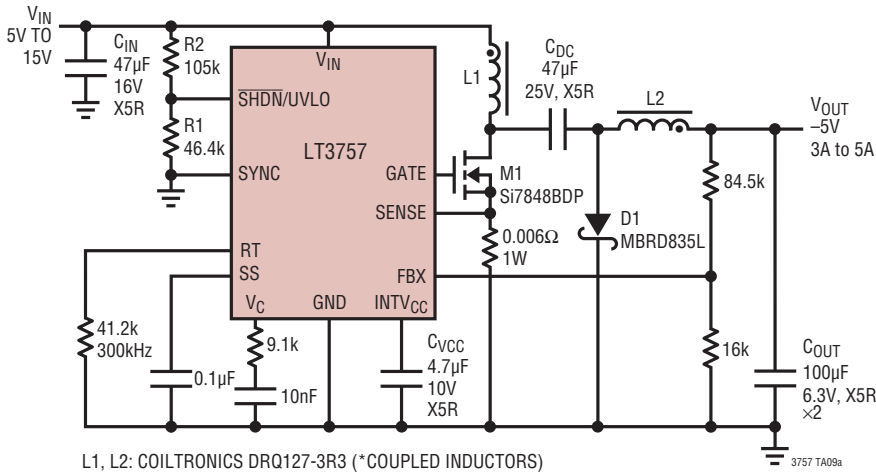 VIN
5V TO
15V
CIN
47µF
16V
X5R
R2
105k
R1
46.4k
VIN
SHDN/UVLO
LT3757
SYNC
GATE
SENSE
RT
SS
FBX
VC
GND
INTVCC
L1
CDC
47µF
25V, X5R
L2
VOUT
–5V
3A to 5A
M1
Si7848BDP
84.5k
D1
MBRD835L
0.006Ω
1W
41.2k
300kHz
0.1µF
9.1k
10nF
CVCC
4.7µF
10V
X5R
16k
COUT
100µF
6.3V, X5R
×2
3757 TA09a
L1, L2: COILTRONICS DRQ127-3R3 (*COUPLED INDUCTORS)